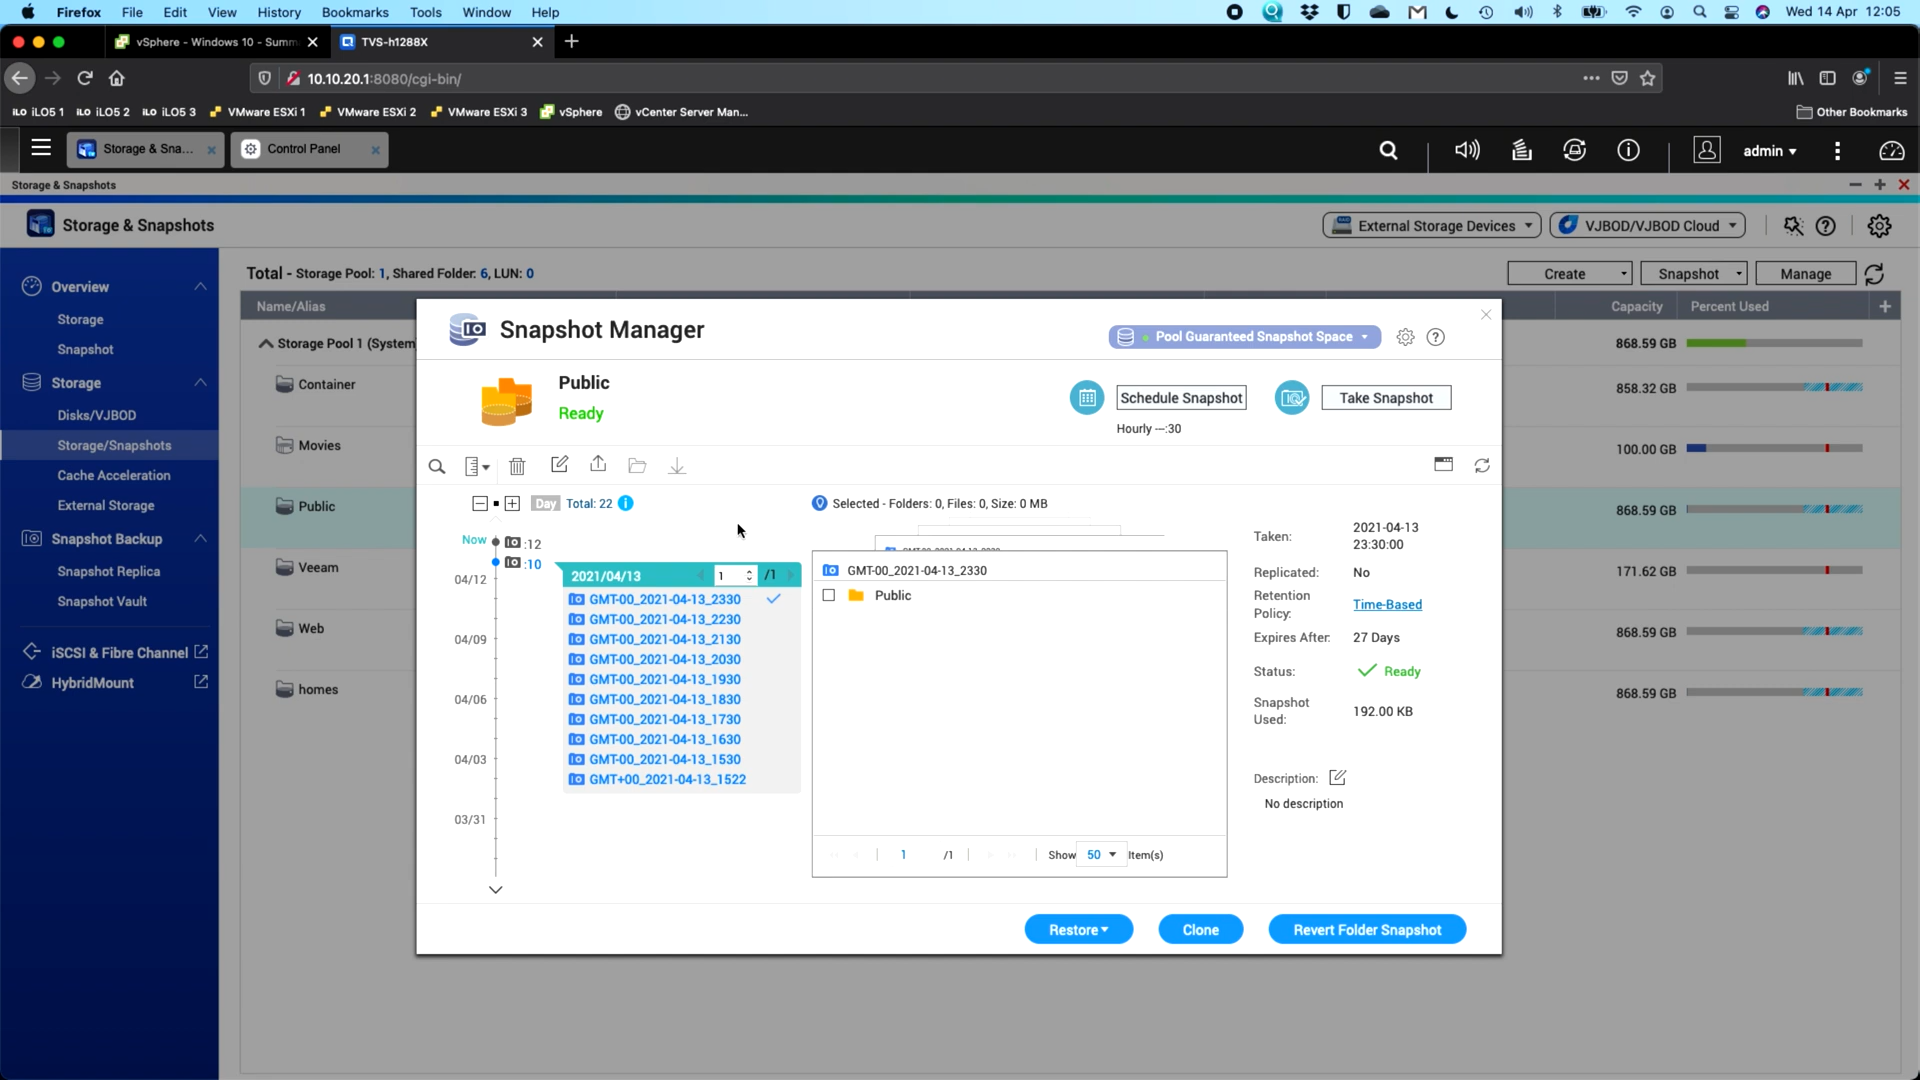 Firefox File Edit View History Bookmarks Tools Window Help Wed 14 Apr 12:05
vSphere - Windows 10 - Summ TVS-h1288X
10.10.20.1:8080/cgi-bin/
iLO iLO5 1 iLO iLO5 2 iLO iLO5 3 VMware ESXi 1 VMware ESXi 2 VMware ESXi 3 vSphere vCenter Server Man... Other Bookmarks
Storage & Sna... Control Panel admin
Storage & Snapshots
Storage & Snapshots External Storage Devices VJBOD/VJBOD Cloud
Overview
Storage
Snapshot
Storage
Disks/VJBOD
Storage/Snapshots
Cache Acceleration
External Storage
Snapshot Backup
Snapshot Replica
Snapshot Vault
iSCSI & Fibre Channel
HybridMount
Total - Storage Pool: 1, Shared Folder: 6, LUN: 0 Create Snapshot Manage
Name/Alias Capacity Percent Used
Storage Pool 1 (System 868.59 GB
Container 858.32 GB
Movies 100.00 GB
Public 868.59 GB
Veeam 171.62 GB
Web 868.59 GB
homes 868.59 GB
Snapshot Manager Pool Guaranteed Snapshot Space
Public
Ready
Schedule Snapshot Take Snapshot
Hourly --:30
Day Total: 22 Selected - Folders: 0, Files: 0, Size: 0 MB
Now :12
:10
04/12
04/09
04/06
04/03
03/31
2021/04/13 1 /1
GMT-00_2021-04-13_2330
GMT-00_2021-04-13_2230
GMT-00_2021-04-13_2130
GMT-00_2021-04-13_2030
GMT-00_2021-04-13_1930
GMT-00_2021-04-13_1830
GMT-00_2021-04-13_1730
GMT-00_2021-04-13_1630
GMT-00_2021-04-13_1530
GMT+00_2021-04-13_1522
GMT-00_2021-04-13_2330
Public
1 /1 Show 50 Item(s)
Taken: 2021-04-13
23:30:00
Replicated: No
Retention
Policy: Time-Based
Expires After: 27 Days
Status: Ready
Snapshot
Used: 192.00 KB
Description:
No description
Restore Clone Revert Folder Snapshot